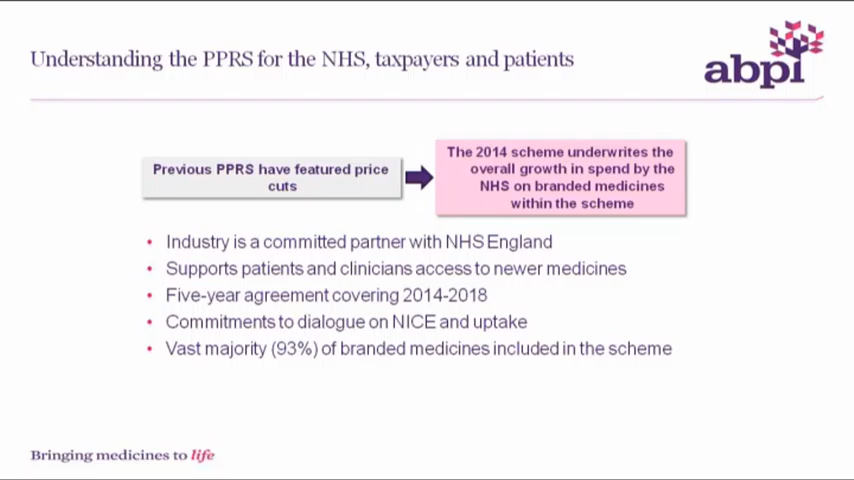 Understanding the PPRS for the NHS, taxpayers and patients
abpi
Previous PPRS have featured price
cuts
The 2014 scheme underwrites the
overall growth in spend by the
NHS on branded medicines
within the scheme
• Industry is a committed partner with NHS England
• Supports patients and clinicians access to newer medicines
• Five-year agreement covering 2014-2018
• Commitments to dialogue on NICE and uptake
• Vast majority (93%) of branded medicines included in the scheme
Bringing medicines to life